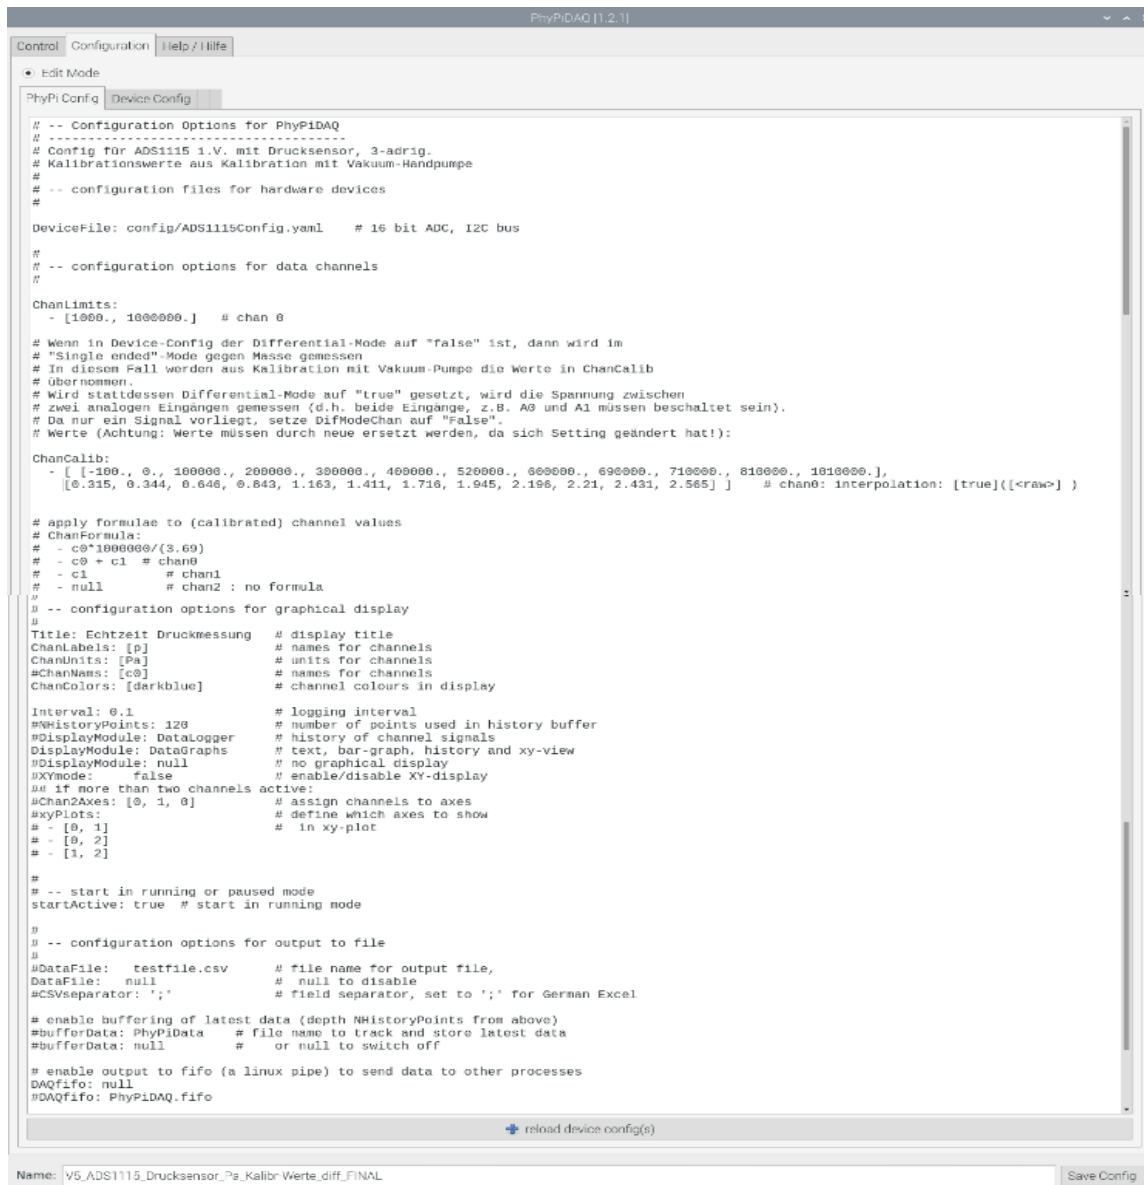 PhyPiDAQ [1.2.1]
Control Configuration Help / Hilfe
Edit Mode
PhyPi Config Device Config
# -- Configuration Options for PhyPiDAQ
# --------------------------------------
# Config für ADS1115 i.V. mit Drucksensor, 3-adrig.
# Kalibrationswerte aus Kalibration mit Vakuum-Handpumpe
#
# -- configuration files for hardware devices
#
DeviceFile: config/ADS1115Config.yaml # 16 bit ADC, I2C bus
#
# -- configuration options for data channels
#
ChanLimits:
- [1000., 1000000.] # chan 0
# Wenn in Device-Config der Differential-Mode auf "false" ist, dann wird im
# "Single ended"-Mode gegen Masse gemessen
# In diesem Fall werden aus Kalibration mit Vakuum-Pumpe die Werte in ChanCalib
# übernommen.
# Wird stattdessen Differential-Mode auf "true" gesetzt, wird die Spannung zwischen
# zwei analogen Eingängen gemessen (d.h. beide Eingänge, z.B. A0 und A1 müssen beschaltet sein).
# Da nur ein Signal vorliegt, setze DifModeChan auf "False".
# Werte (Achtung: Werte müssen durch neue ersetzt werden, da sich Setting geändert hat!):
ChanCalib:
- [ [-100., 0., 100000., 200000., 300000., 400000., 520000., 600000., 690000., 710000., 810000., 1010000.],
[0.315, 0.344, 0.646, 0.843, 1.163, 1.411, 1.716, 1.945, 2.196, 2.21, 2.431, 2.565] ] # chan0: interpolation: [true]([<raw>] )
# apply formulae to (calibrated) channel values
# ChanFormula:
# - c0*1000000/(3.69)
# - c0 + c1 # chan0
# - c1 # chan1
# - null # chan2 : no formula
#
# -- configuration options for graphical display
#
Title: Echtzeit Druckmessung # display title
ChanLabels: [p] # names for channels
ChanUnits: [Pa] # units for channels
#ChanNams: [c0] # names for channels
ChanColors: [darkblue] # channel colours in display
Interval: 0.1 # logging interval
#NHistoryPoints: 120 # number of points used in history buffer
#DisplayModule: DataLogger # history of channel signals
DisplayModule: DataGraphs # text, bar-graph, history and xy-view
#DisplayModule: null # no graphical display
#XYmode: false # enable/disable XY-display
## if more than two channels active:
#Chan2Axes: [0, 1, 0] # assign channels to axes
#xyPlots: # define which axes to show
# - [0, 1] # in xy-plot
# - [0, 2]
# - [1, 2]
#
# -- start in running or paused mode
startActive: true # start in running mode
#
# -- configuration options for output to file
#
#DataFile: testfile.csv # file name for output file,
DataFile: null # null to disable
#CSVseparator: ';' # field separator, set to ';' for German Excel
# enable buffering of latest data (depth NHistoryPoints from above)
#bufferData: PhyPiData # file name to track and store latest data
#bufferData: null # or null to switch off
# enable output to fifo (a linux pipe) to send data to other processes
DAQfifo: null
#DAQfifo: PhyPiDAQ.fifo
reload device config(s)
Name: V5_ADS1115_Drucksensor_Pa_Kalibr-Werte_diff_FINAL Save Config